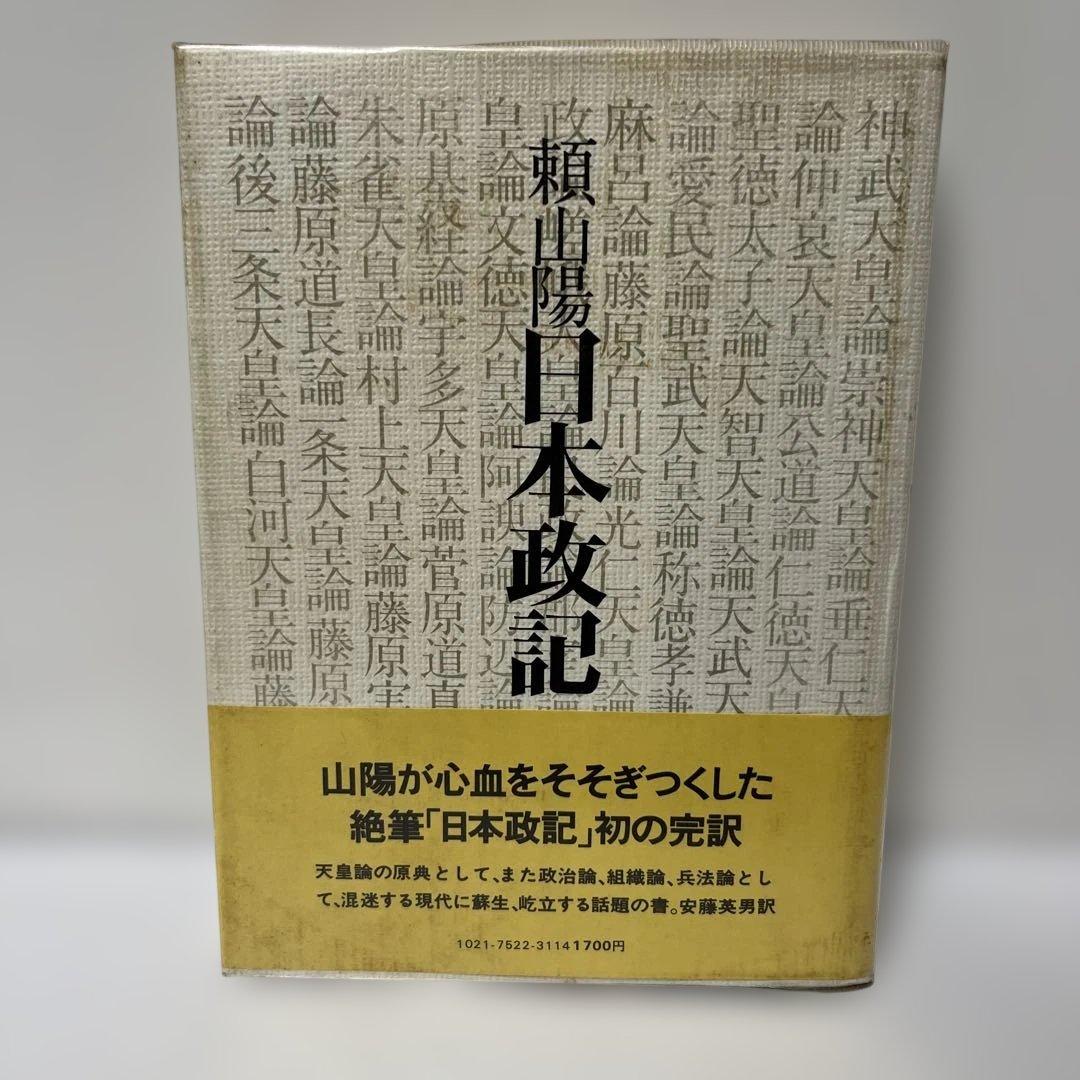 頼山陽日本政記
神武天皇論崇神天皇論垂仁天
論仲哀天皇論公道論仁徳天皇
聖徳太子論天智天皇論天武天
論愛民論聖武天皇論称徳孝謙
麻呂論藤原百川論光仁天皇論
皇論文徳天皇論阿諛論防近論
原基経論宇多天皇論菅原道真
朱雀天皇論村上天皇論藤原実
論藤原道長論一条天皇論藤原
論後三条天皇論白河天皇論藤
山陽が心血をそそぎつくした
絶筆「日本政記」初の完訳
天皇論の原典として、また政治論、組織論、兵法論とし
て、混迷する現代に蘇生、屹立する話題の書。安藤英男訳
1021-7522-3114 1700円